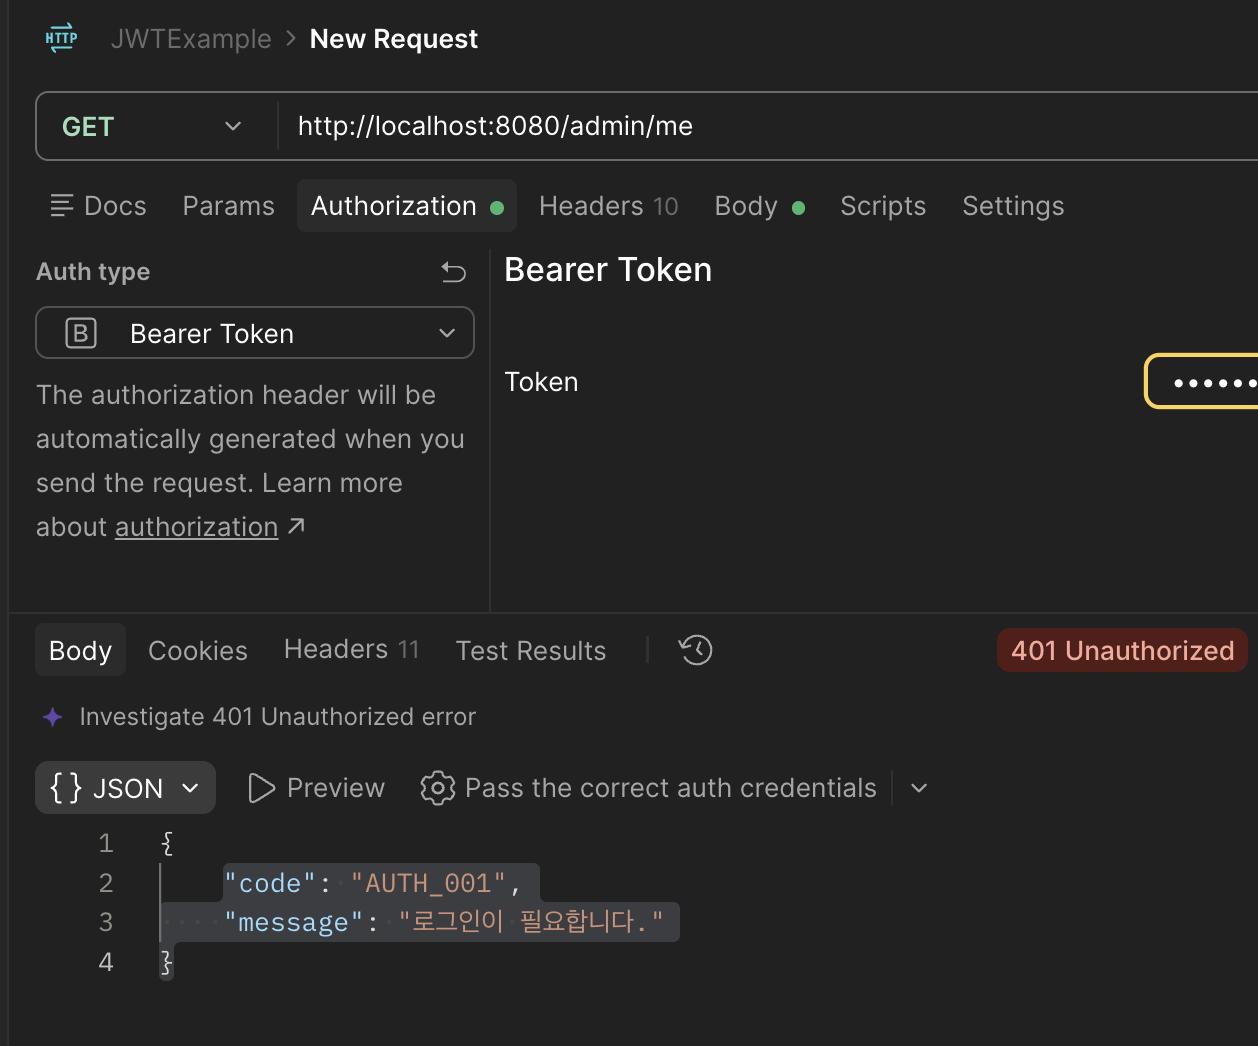 HTTP JWTExample > New Request
GET http://localhost:8080/admin/me
Docs Params Authorization Headers 10 Body Scripts Settings
Auth type
B Bearer Token
The authorization header will be
automatically generated when you
send the request. Learn more
about authorization ↗
Bearer Token
Token ••••••
Body Cookies Headers 11 Test Results 401 Unauthorized
Investigate 401 Unauthorized error
{} JSON Preview Pass the correct auth credentials
1 {
2 "code": "AUTH_001",
3 "message": "로그인이 필요합니다."
4 }